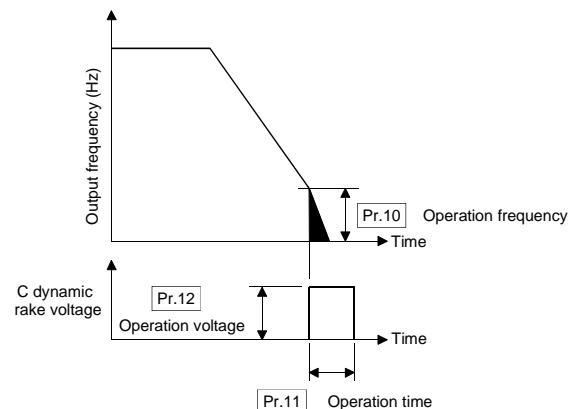 Output frequency (Hz)
Pr.10 Operation frequency
Time
C dynamic
rake voltage
Pr.12
Operation voltage
Time
Pr.11 Operation time